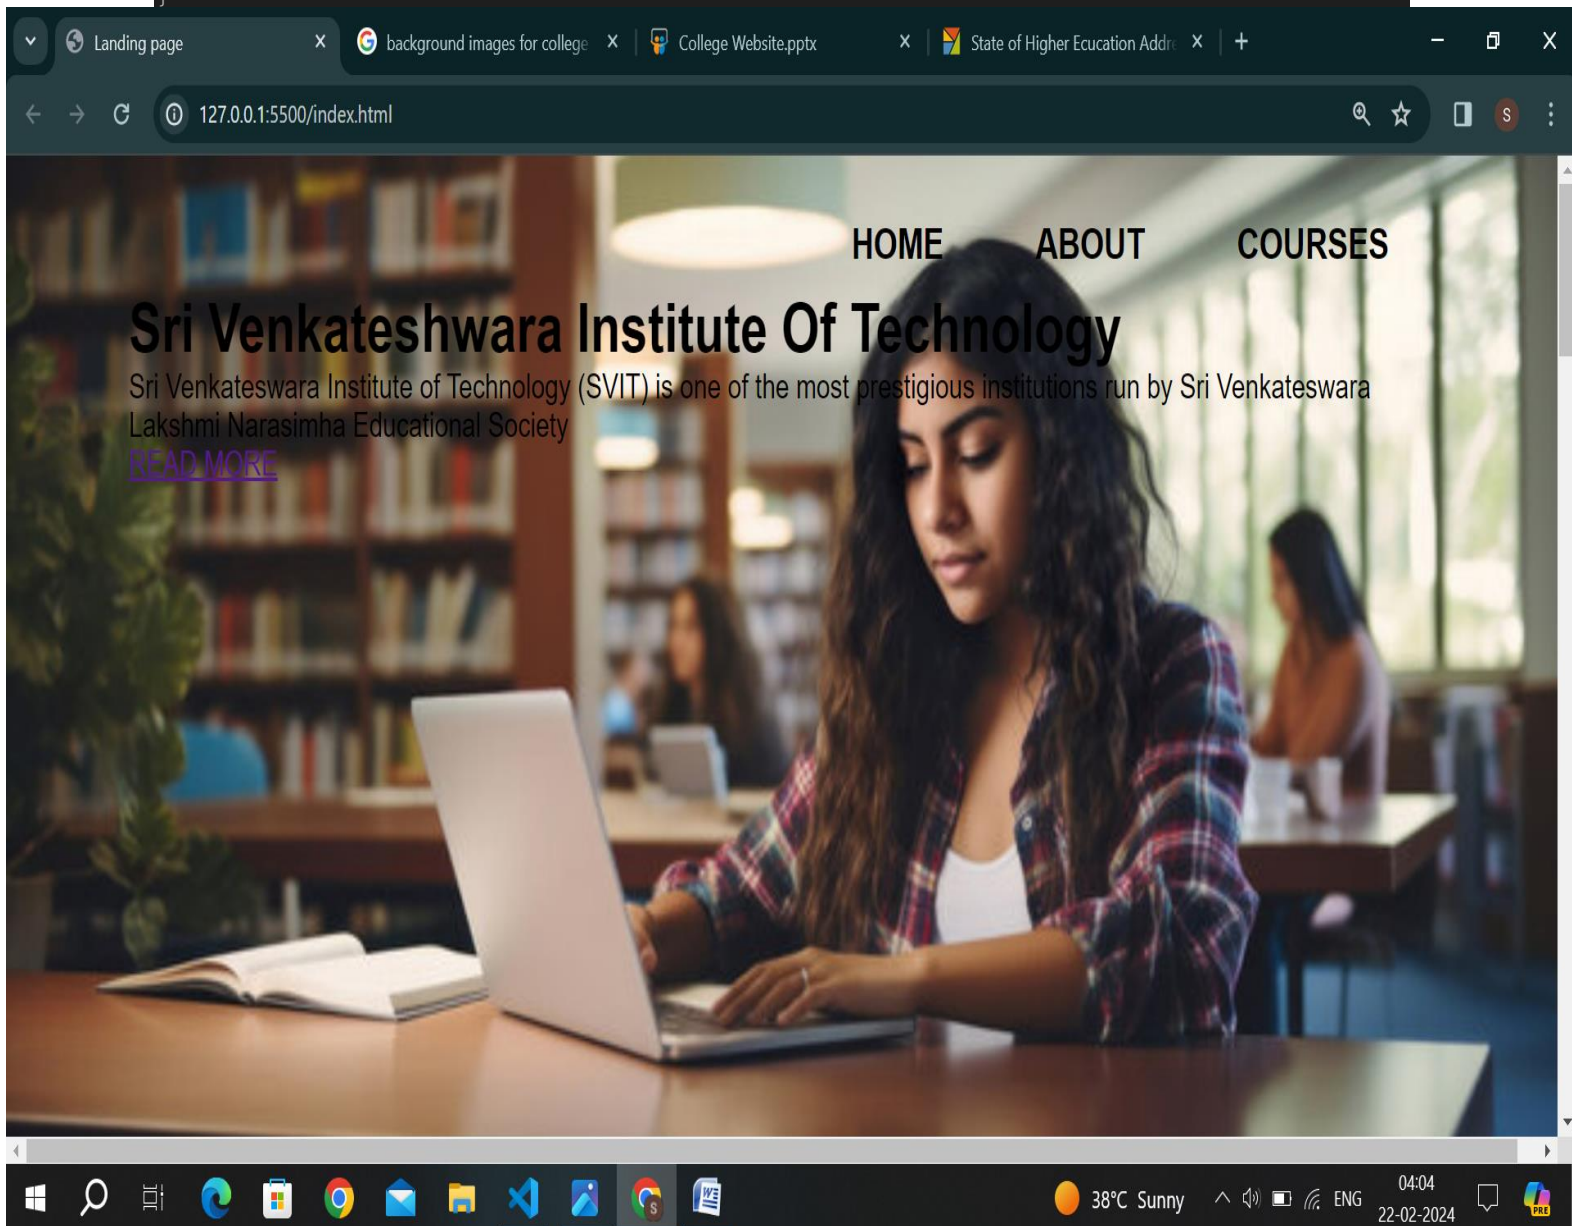 Landing page
background images for college
College Website.pptx
State of Higher Ecucation Addre
127.0.0.1:5500/index.html
S
HOME ABOUT COURSES
Sri Venkateshwara Institute Of Technology
Sri Venkateswara Institute of Technology (SVIT) is one of the most prestigious institutions run by Sri Venkateswara
Lakshmi Narasimha Educational Society
READ MORE
38°C Sunny
ENG
04:04
22-02-2024
PRE